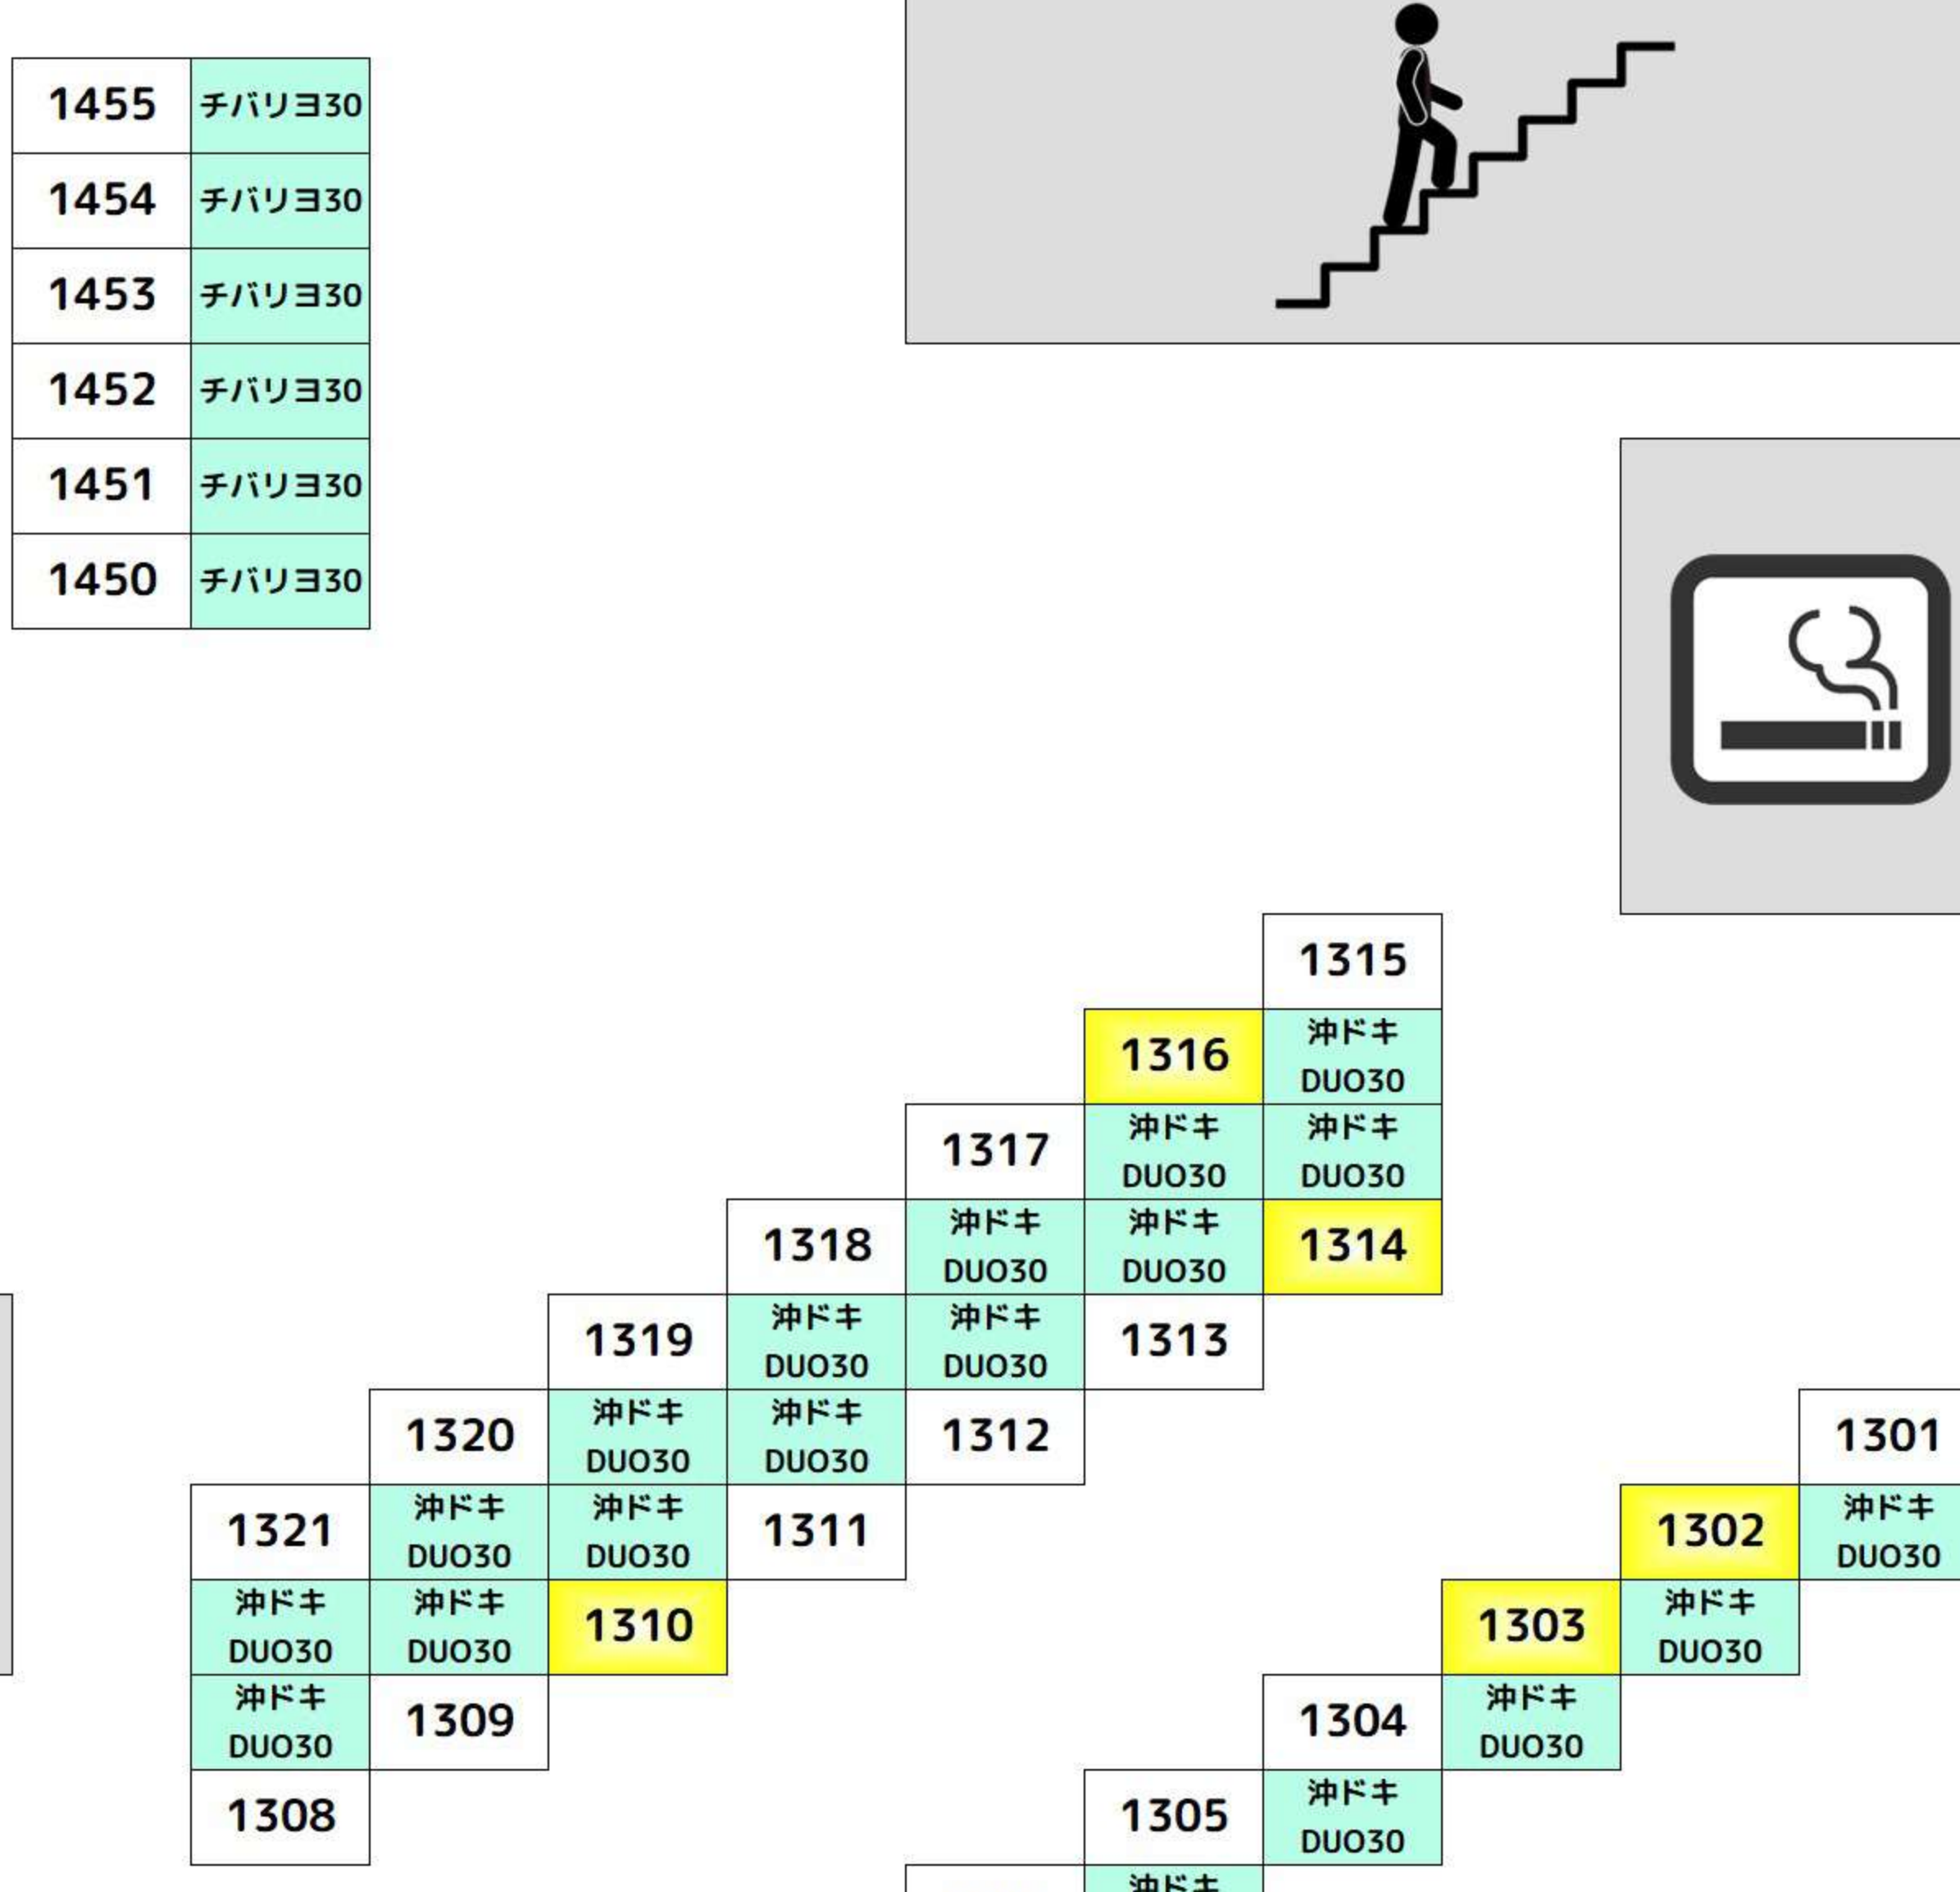 1455 チバリヨ30
1454 チバリヨ30
1453 チバリヨ30
1452 チバリヨ30
1451 チバリヨ30
1450 チバリヨ30
1315
1316 沖ドキ
DUO30
1317 沖ドキ 沖ドキ
DUO30 DUO30
1318 沖ドキ 沖ドキ 1314
DUO30 DUO30
1319 沖ドキ 沖ドキ 1313
DUO30 DUO30
1320 沖ドキ 沖ドキ 1312 1301
DUO30 DUO30
1321 沖ドキ 沖ドキ 1311 1302 沖ドキ
DUO30 DUO30 DUO30
沖ドキ 沖ドキ 1310 1303 沖ドキ
DUO30 DUO30 DUO30
沖ドキ 1309 1304 沖ドキ
DUO30 DUO30
1308 1305 沖ドキ
DUO30
沖ドキ